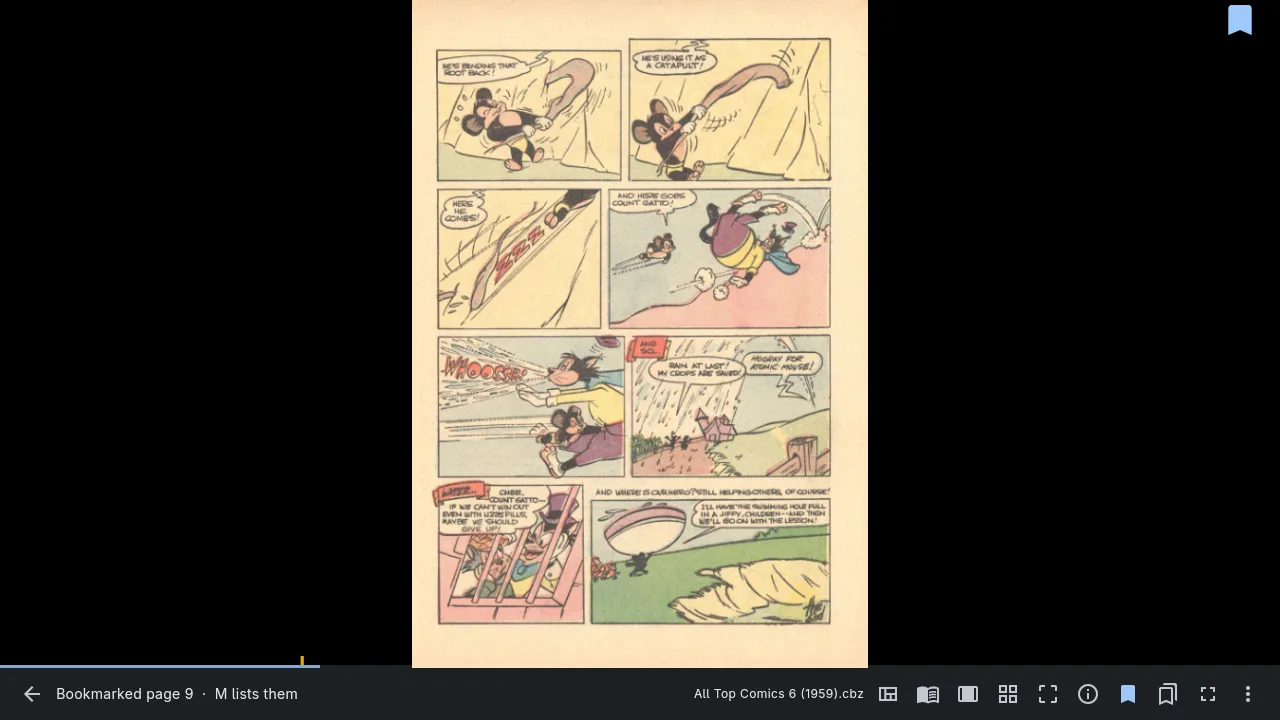 HE'S BENDING THAT
ROOT BACK!
HE'S USING IT AS
A CATAPULT!
HERE
HE
COMES!
ZZZ
AND HERE GOES
COUNT GATTO!
WHOOSSH!
AND
SO...
RAIN AT LAST!
MY CROPS ARE SAVED!
HOORAY FOR
ATOMIC MOUSE!
LATER...
GHEE,
COUNT GATTO—
IF WE CAN'T WIN OUT
EVEN WITH U-235 PILLS,
MAYBE WE SHOULD
GIVE UP!
AND WHERE IS OUR HERO? STILL HELPING OTHERS, OF COURSE!
I'LL HAVE THE SWIMMING HOLE FULL
IN A JIFFY, CHILDREN--AND THEN
WE'LL GO ON WITH THE LESSON!
Bookmarked page 9 · M lists them
All Top Comics 6 (1959).cbz